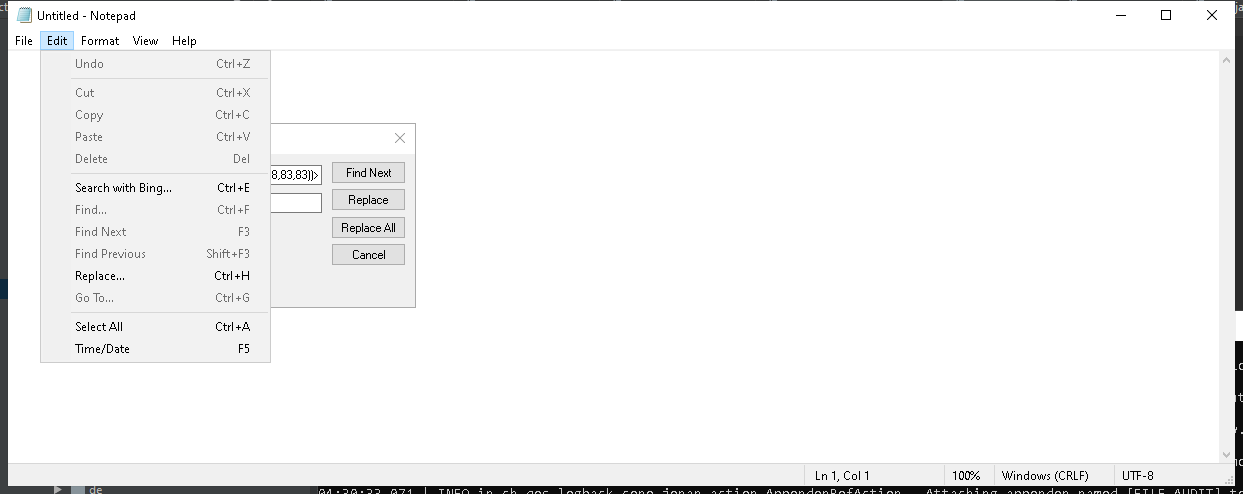 Untitled - Notepad
File Edit Format View Help
Undo Ctrl+Z
Cut Ctrl+X
Copy Ctrl+C
Paste Ctrl+V
Delete Del
Search with Bing... Ctrl+E
Find... Ctrl+F
Find Next F3
Find Previous Shift+F3
Replace... Ctrl+H
Go To... Ctrl+G
Select All Ctrl+A
Time/Date F5
8,83,83))>
Find Next
Replace
Replace All
Cancel
Ln 1, Col 1 100% Windows (CRLF) UTF-8
de
04:30:33,071 | INFO in ch.qos.logback.core.joran.action.AppenderRefAction - Attaching appender named [FILE_AUDIT] t